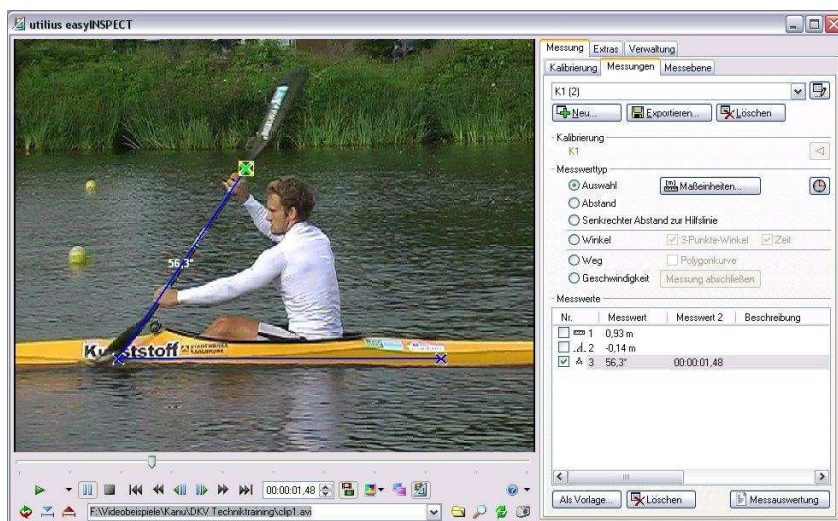 utilius easyINSPECT
56,3°
Kunststoff STADTWERKE KARLSRUHE
00:00:01,48
F:\Videobeispiele\Kanu\DKV Techniktraining\clip1.avi
Messung Extras Verwaltung
Kalibrierung Messungen Messebene
K1 (2)
Neu... Exportieren... Löschen
Kalibrierung
K1
Messwerttyp
Auswahl [m] Maßeinheiten...
Abstand
Senkrechter Abstand zur Hilfslinie
Winkel 3-Punkte-Winkel Zeit
Weg Polygonkurve
Geschwindigkeit Messung abschließen
Messwerte
Nr. Messwert Messwert 2 Beschreibung
1 0,93 m
2 -0,14 m
3 56,3° 00:00:01,48
Als Vorlage... Löschen Messauswertung